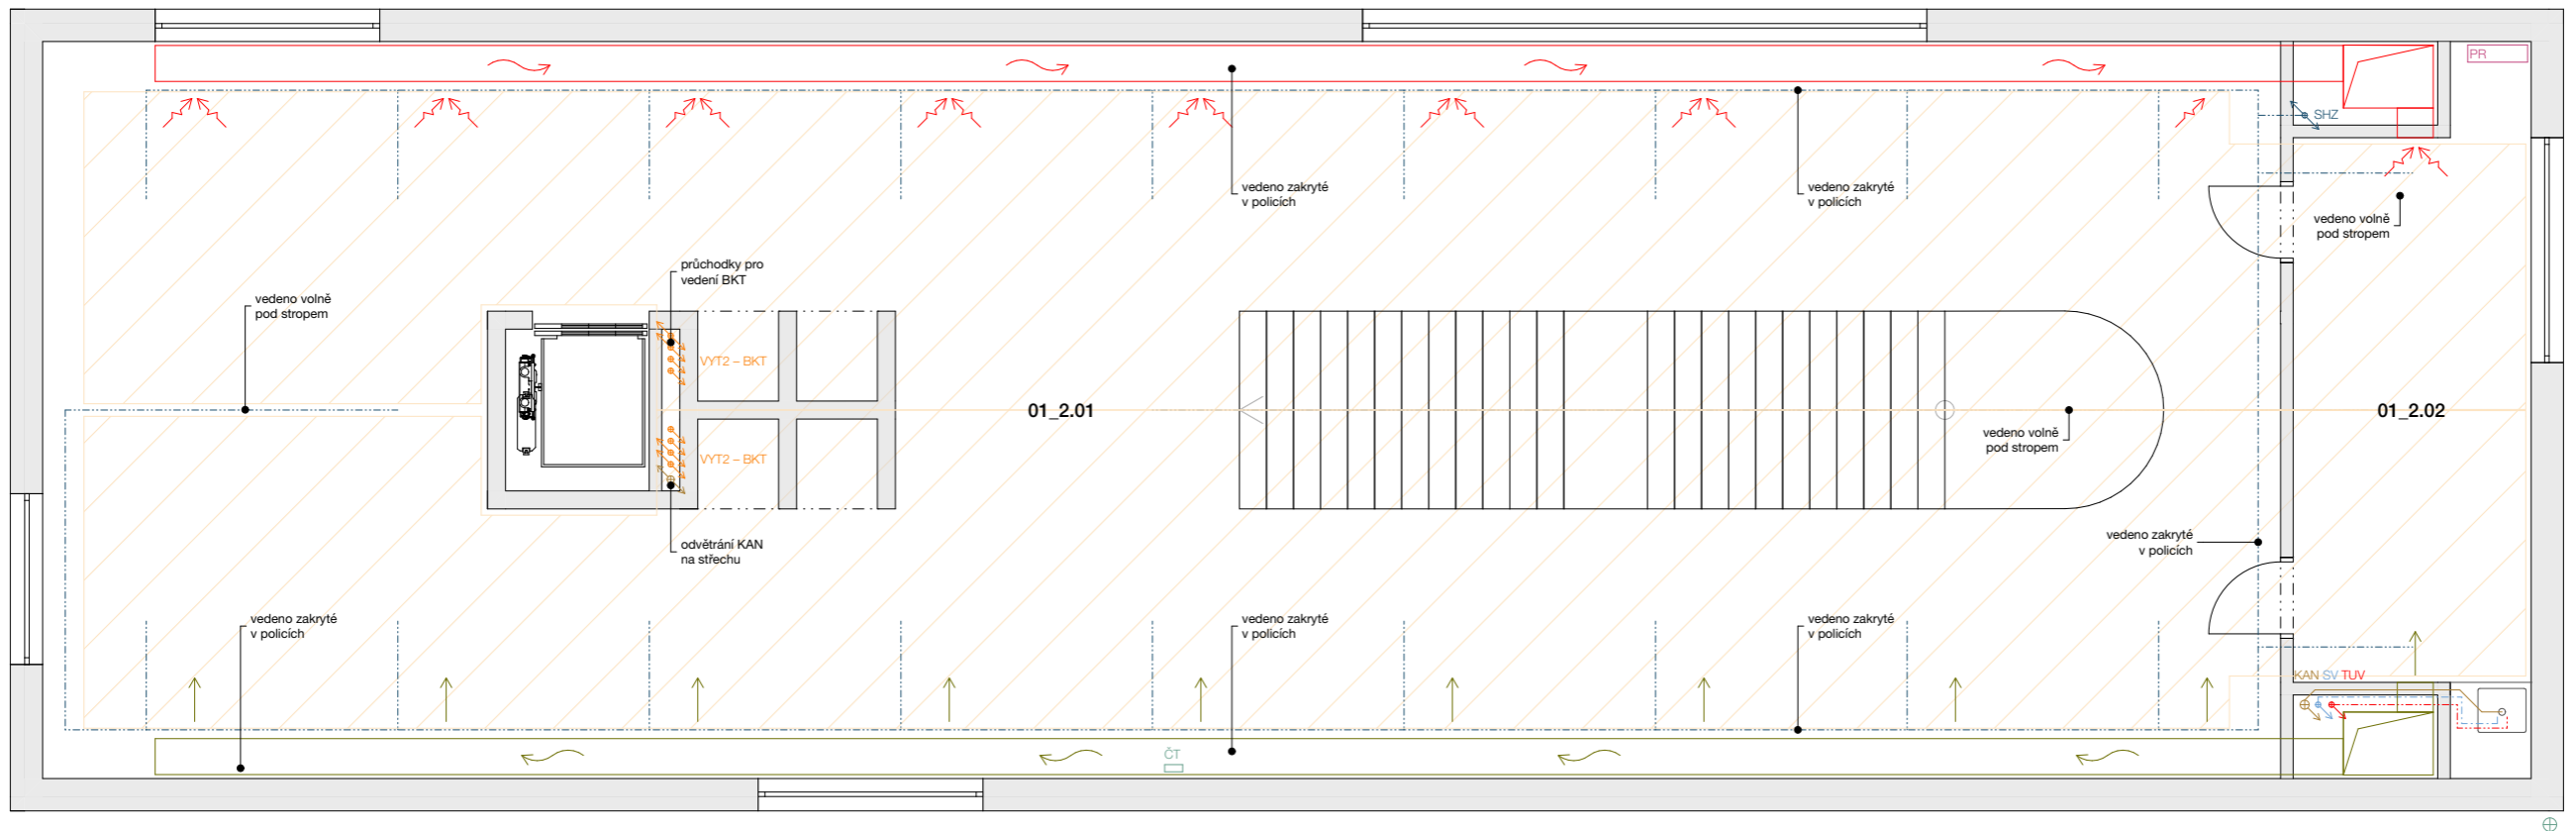 PR
SHZ
vedeno zakryté
v policích
vedeno zakryté
v policích
vedeno volně
pod stropem
průchodky pro
vedení BKT
vedeno volně
pod stropem
VYT2 – BKT
01_2.01
01_2.02
vedeno volně
pod stropem
VYT2 – BKT
odvětrání KAN
na střechu
vedeno zakryté
v policích
vedeno zakryté
v policích
vedeno zakryté
v policích
vedeno zakryté
v policích
KAN SV TUV
ČT